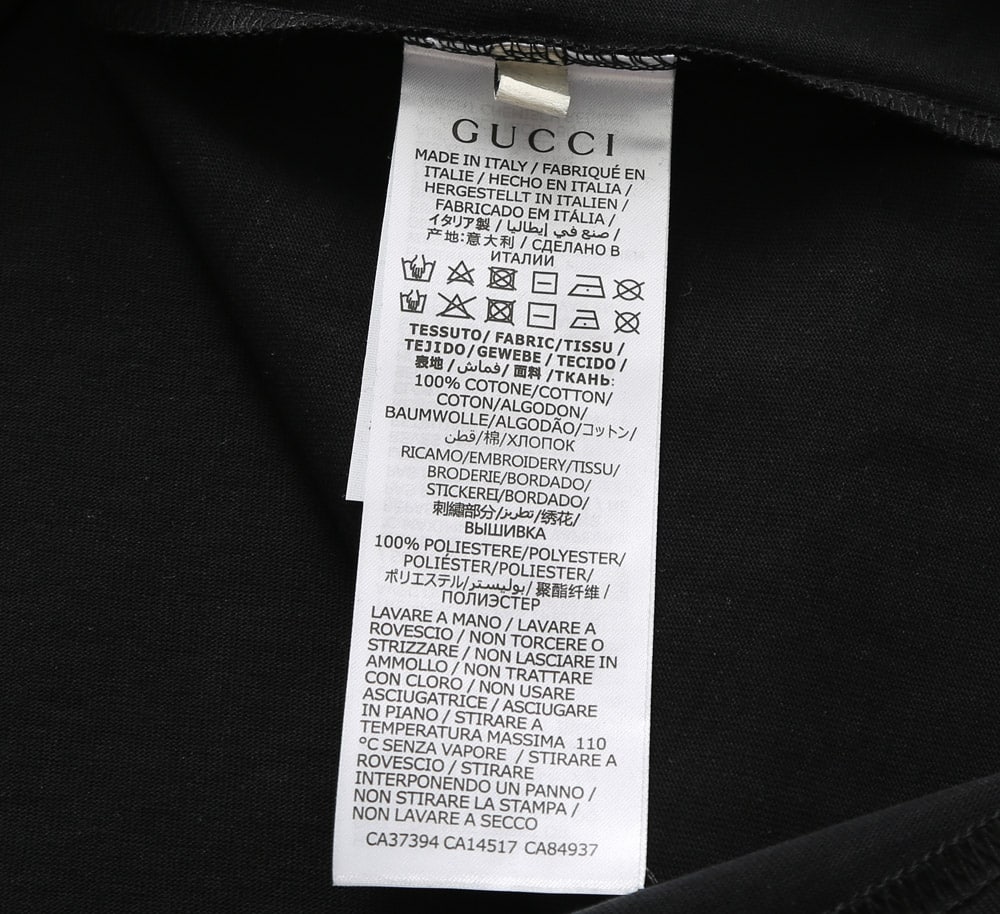 GUCCI
MADE IN ITALY / FABRIQUÉ EN
ITALIE / HECHO EN ITALIA /
HERGESTELLT IN ITALIEN /
FABRICADO EM ITÁLIA /
イタリア製 / صنع في إيطاليا /
产地:意大利 / СДЕЛАНО В
ИТАЛИИ
TESSUTO/ FABRIC/TISSU /
TEJIDO/GEWEBE / TECIDO /
表地 /فماش/ 面料 /ТКАНЬ:
100% COTONE/COTTON/
COTON/ALGODON/
BAUMWOLLE/ALGODÃO/コットン/
قطن/棉/ХЛОПОК
RICAMO/EMBROIDERY/TISSU/
BRODERIE/BORDADO/
STICKEREI/BORDADO/
刺繍部分/تطريز/绣花/
ВЫШИВКА
100% POLIESTERE/POLYESTER/
POLIÉSTER/POLIESTER/
ポリエステル/بوليستر/ 聚酯纤维 /
ПОЛИЭСТЕР
LAVARE A MANO / LAVARE A
ROVESCIO / NON TORCERE O
STRIZZARE / NON LASCIARE IN
AMMOLLO / NON TRATTARE
CON CLORO / NON USARE
ASCIUGATRICE / ASCIUGARE
IN PIANO / STIRARE A
TEMPERATURA MASSIMA 110
°C SENZA VAPORE / STIRARE A
ROVESCIO / STIRARE
INTERPONENDO UN PANNO /
NON STIRARE LA STAMPA /
NON LAVARE A SECCO
CA37394 CA14517 CA84937